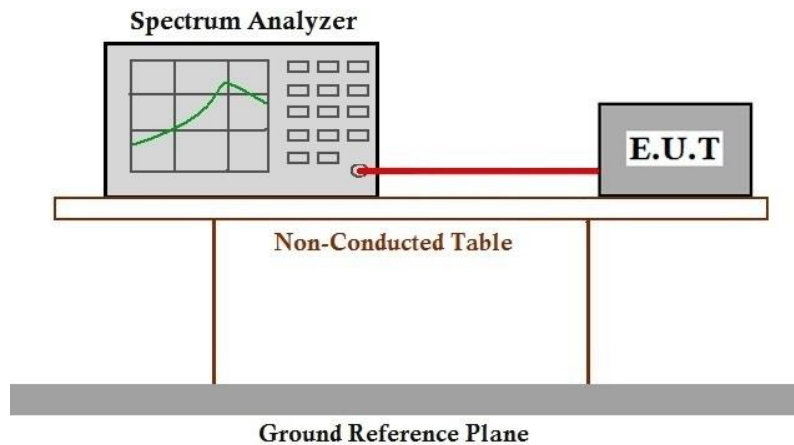 Spectrum Analyzer
E.U.T
Non-Conducted Table
Ground Reference Plane